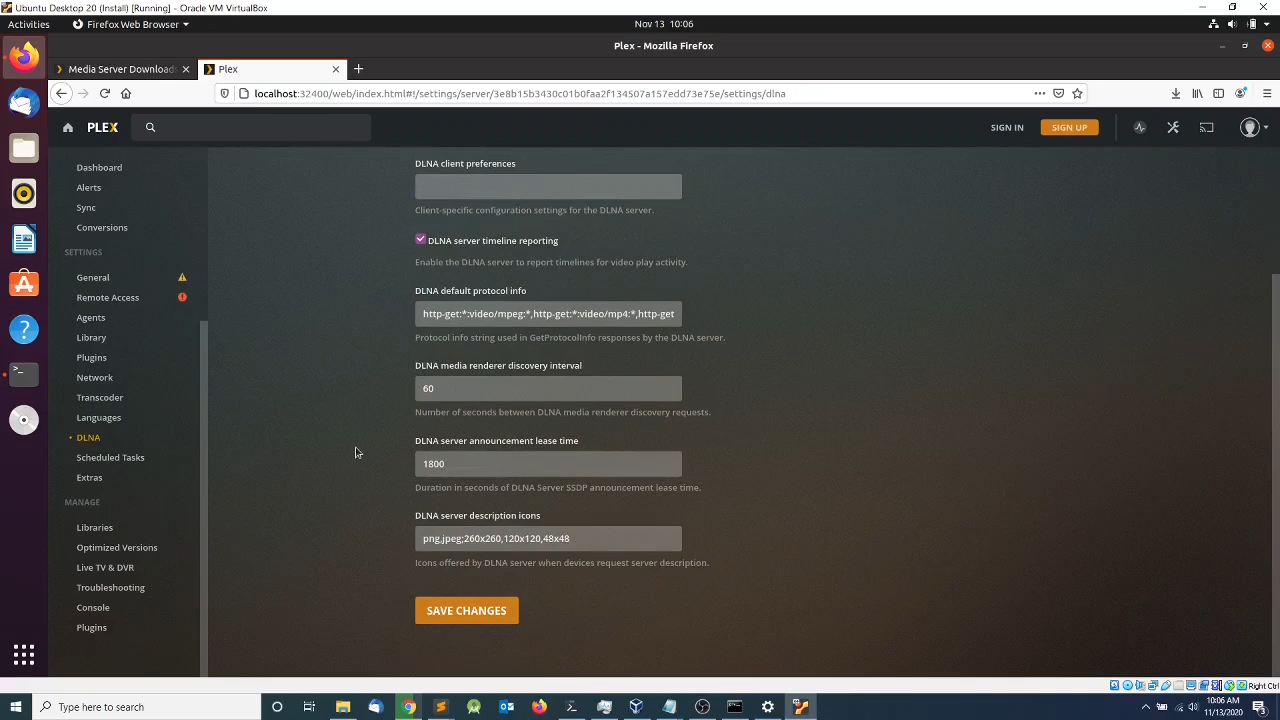 Ubuntu Desktop 20 (Install) [Running] - Oracle VM VirtualBox
Activities
Firefox Web Browser
Nov 13 10:06
Plex - Mozilla Firefox
Media Server Downloads
Plex
localhost:32400/web/index.html#!/settings/server/3e8b15b3430c01b0faa2f134507a157edd73e75e/settings/dlna
PLEX
SIGN IN
SIGN UP
Dashboard
Alerts
Sync
Conversions
SETTINGS
General
Remote Access
Agents
Library
Plugins
Network
Transcoder
Languages
DLNA
Scheduled Tasks
Extras
MANAGE
Libraries
Optimized Versions
Live TV & DVR
Troubleshooting
Console
Plugins
DLNA client preferences
Client-specific configuration settings for the DLNA server.
DLNA server timeline reporting
Enable the DLNA server to report timelines for video play activity.
DLNA default protocol info
http-get:*:video/mpeg:*,http-get:*:video/mp4:*,http-get
Protocol info string used in GetProtocolInfo responses by the DLNA server.
DLNA media renderer discovery interval
60
Number of seconds between DLNA media renderer discovery requests.
DLNA server announcement lease time
1800
Duration in seconds of DLNA Server SSDP announcement lease time.
DLNA server description icons
png,jpeg;260x260,120x120,48x48
Icons offered by DLNA server when devices request server description.
SAVE CHANGES
Right Ctrl
Type here to search
10:06 AM
11/13/2020